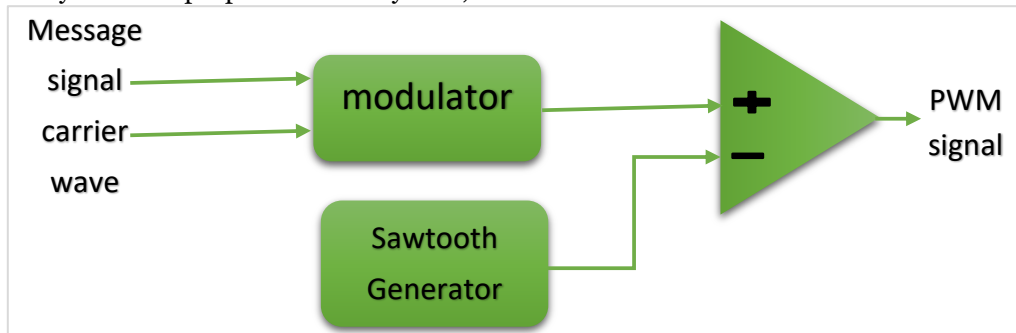 Message
signal
carrier
wave
modulator
Sawtooth
Generator
+
−
PWM
signal